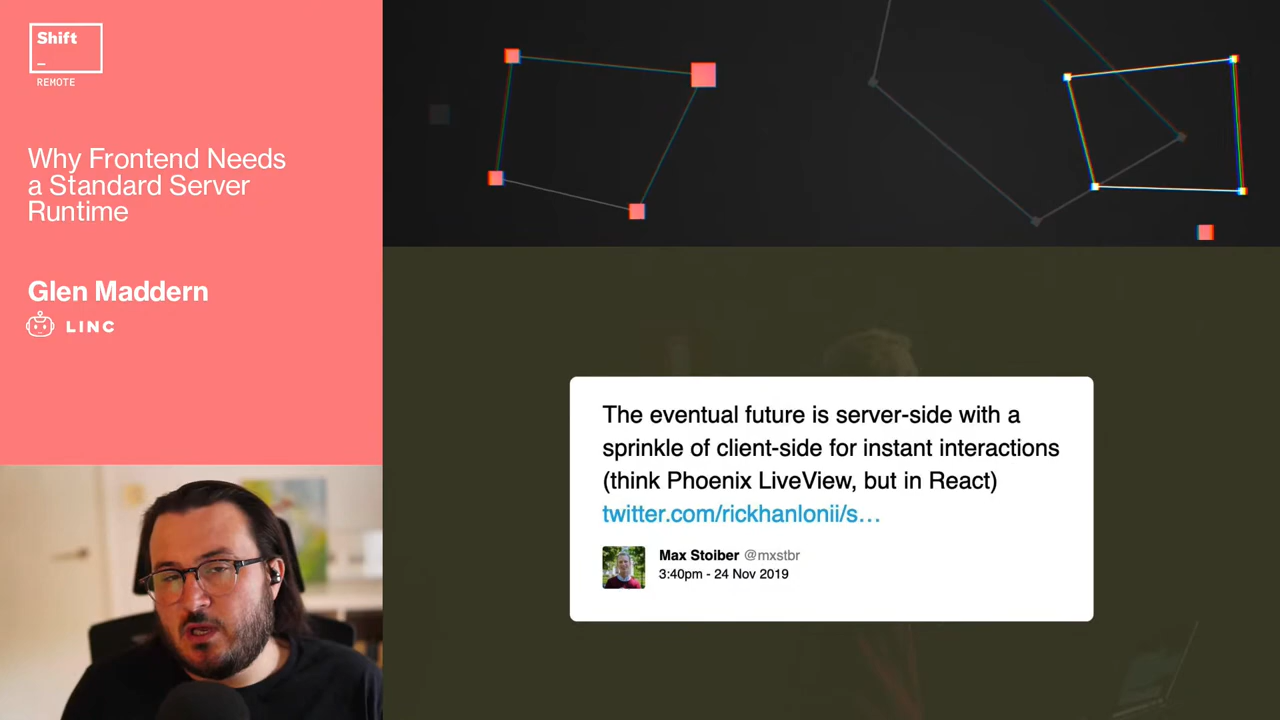 Shift
_
REMOTE
Why Frontend Needs
a Standard Server
Runtime
Glen Maddern
LINC
The eventual future is server-side with a
sprinkle of client-side for instant interactions
(think Phoenix LiveView, but in React)
twitter.com/rickhanlonii/s…
Max Stoiber @mxstbr
3:40pm - 24 Nov 2019